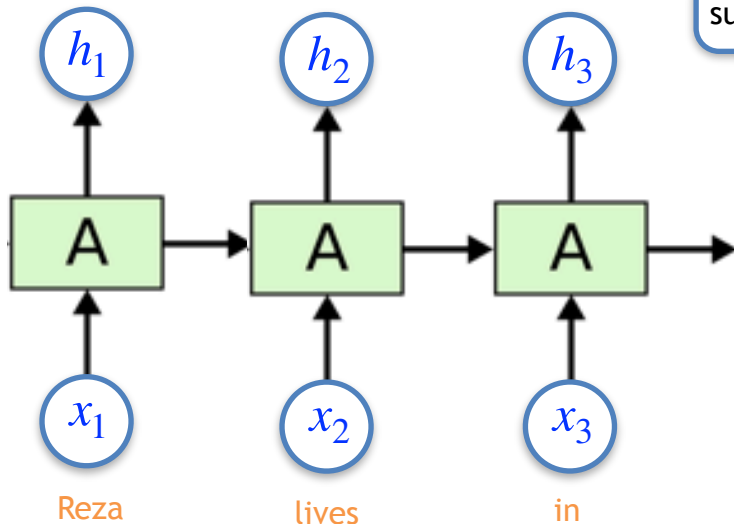 h₁ h₂ h₃
A A A
x₁ x₂ x₃
Reza lives in